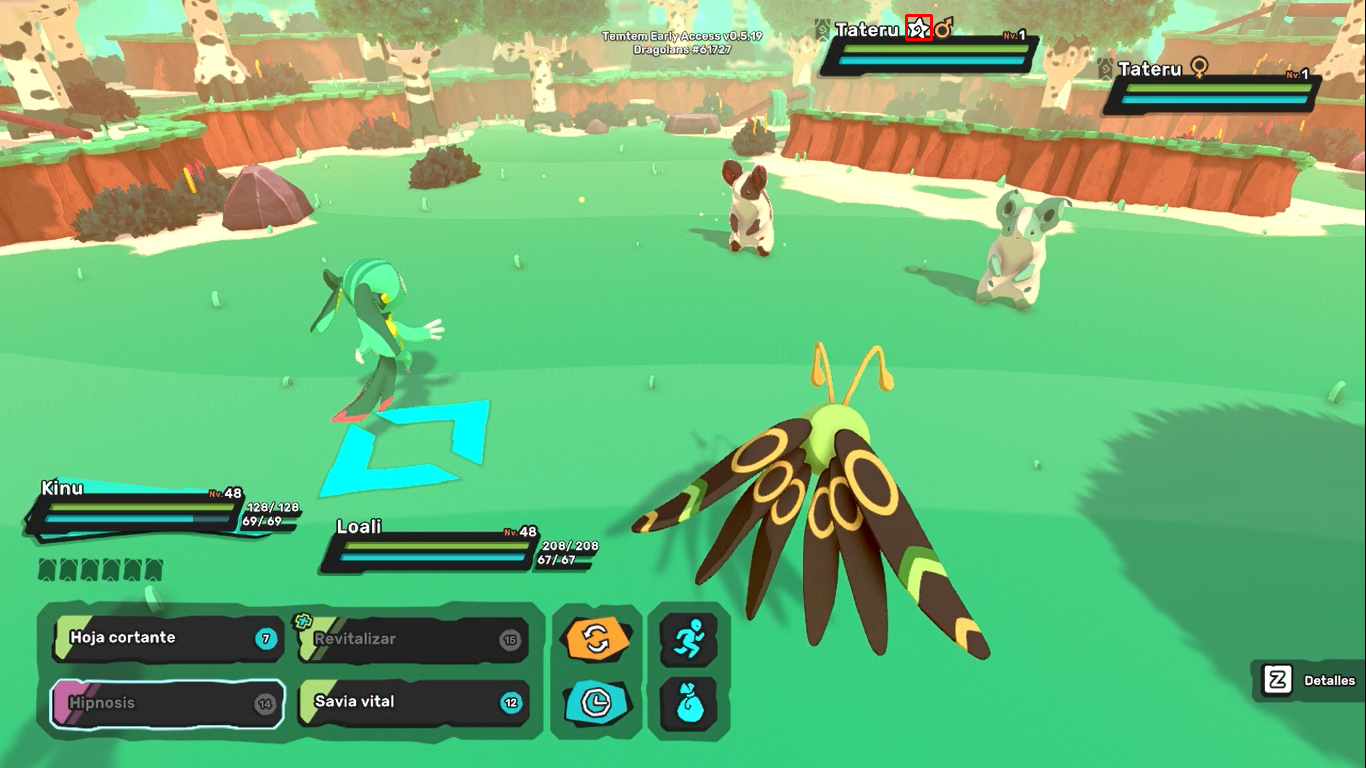 Temtem Early Access v0.5.19
Dragolans #61727
Tateru
Nv.1
Tateru
Nv.1
Kinu
Nv.48
128/128
69/69
Loali
Nv.48
208/208
67/67
Hoja cortante 7
Revitalizar 15
Hipnosis 14
Savia vital 12
Z Detalles